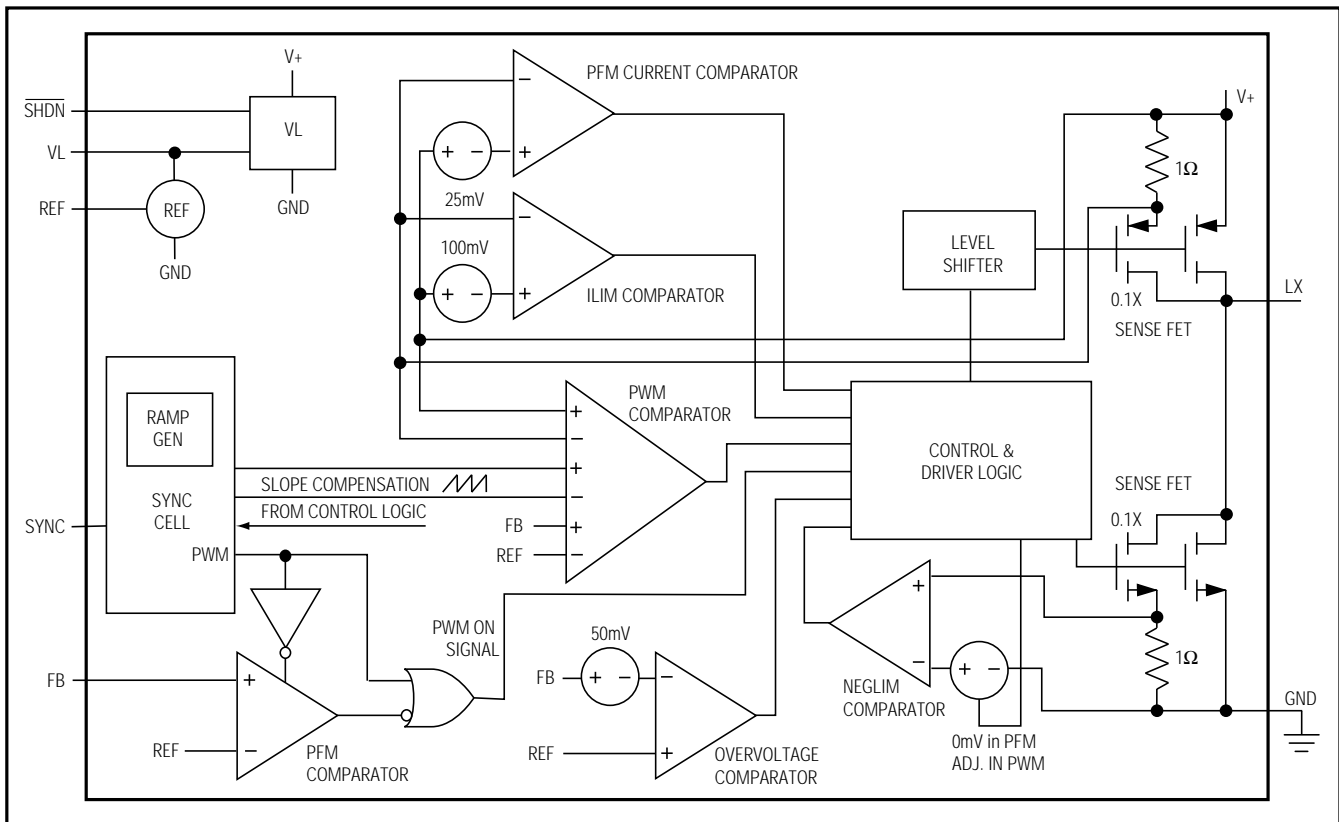 V+
SHDN
VL
VL
REF
REF
GND
GND
PFM CURRENT COMPARATOR
−
+
+ −
25mV
−
100mV
+ −
+
ILIM COMPARATOR
V+
1Ω
LEVEL
SHIFTER
0.1X
SENSE FET
LX
RAMP
GEN
SYNC
CELL
SYNC
PWM
SLOPE COMPENSATION
FROM CONTROL LOGIC
PWM
COMPARATOR
+
−
+
−
FB
+
REF
−
CONTROL &
DRIVER LOGIC
SENSE FET
0.1X
+
−
+ −
NEGLIM
COMPARATOR
0mV in PFM
ADJ. IN PWM
1Ω
GND
PWM ON
SIGNAL
FB
+
REF
−
PFM
COMPARATOR
50mV
FB
+ −
−
REF
+
OVERVOLTAGE
COMPARATOR